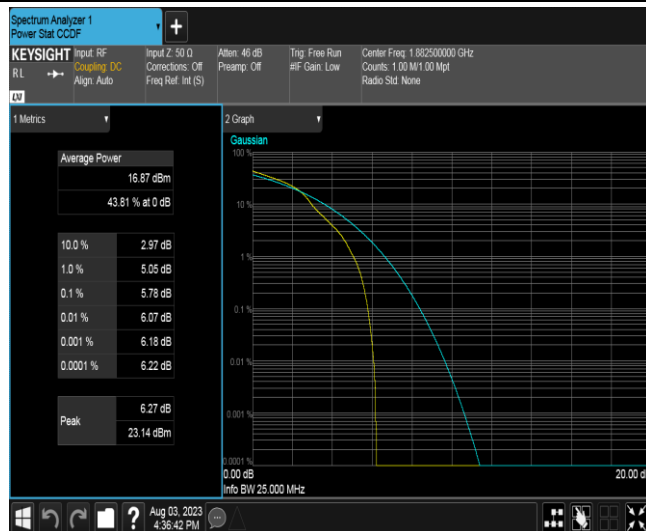 Spectrum Analyzer 1
Power Stat CCDF
+
KEYSIGHT
RL
LXI
Input: RF
Coupling: DC
Align: Auto
Input Z: 50 Ω
Corrections: Off
Freq Ref: Int (S)
Atten: 46 dB
Preamp: Off
Trig: Free Run
#IF Gain: Low
Center Freq: 1.882500000 GHz
Counts: 1.00 M/1.00 Mpt
Radio Std: None
1 Metrics
Average Power
16.87 dBm
43.81 % at 0 dB
10.0 % 2.97 dB
1.0 % 5.05 dB
0.1 % 5.78 dB
0.01 % 6.07 dB
0.001 % 6.18 dB
0.0001 % 6.22 dB
Peak
6.27 dB
23.14 dBm
2 Graph
Gaussian
100 %
10 %
1 %
0.1 %
0.01 %
0.001 %
0.0001 %
0.00 dB 20.00 d
Info BW 25.000 MHz
?
Aug 03, 2023
4:36:42 PM